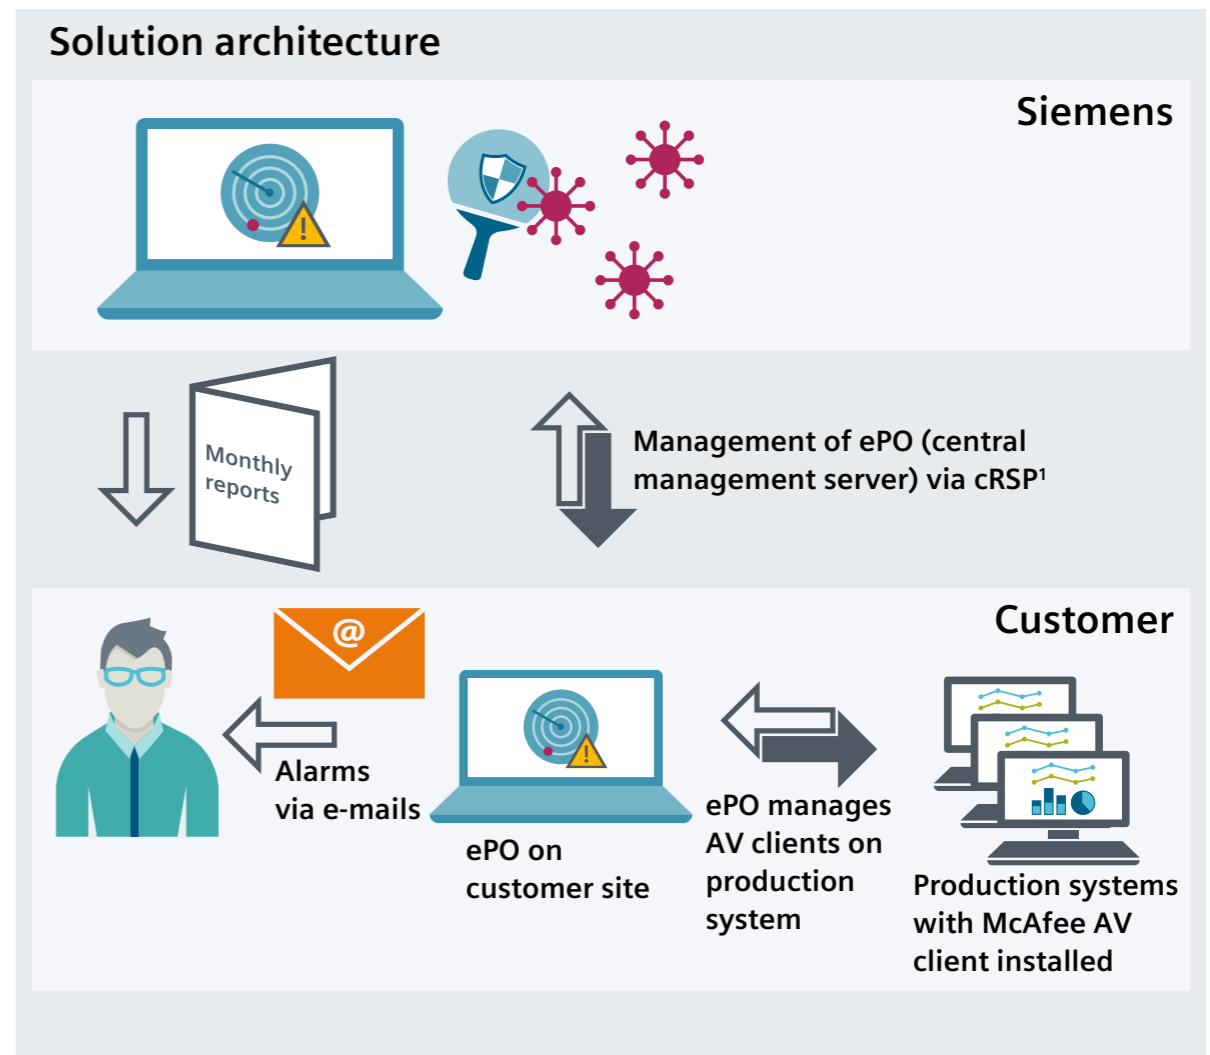 Solution architecture
Siemens
Monthly
reports
Management of ePO (central
management server) via cRSP¹
Customer
@
Alarms
via e-mails
ePO on
customer site
ePO manages
AV clients on
production
system
Production systems
with McAfee AV
client installed